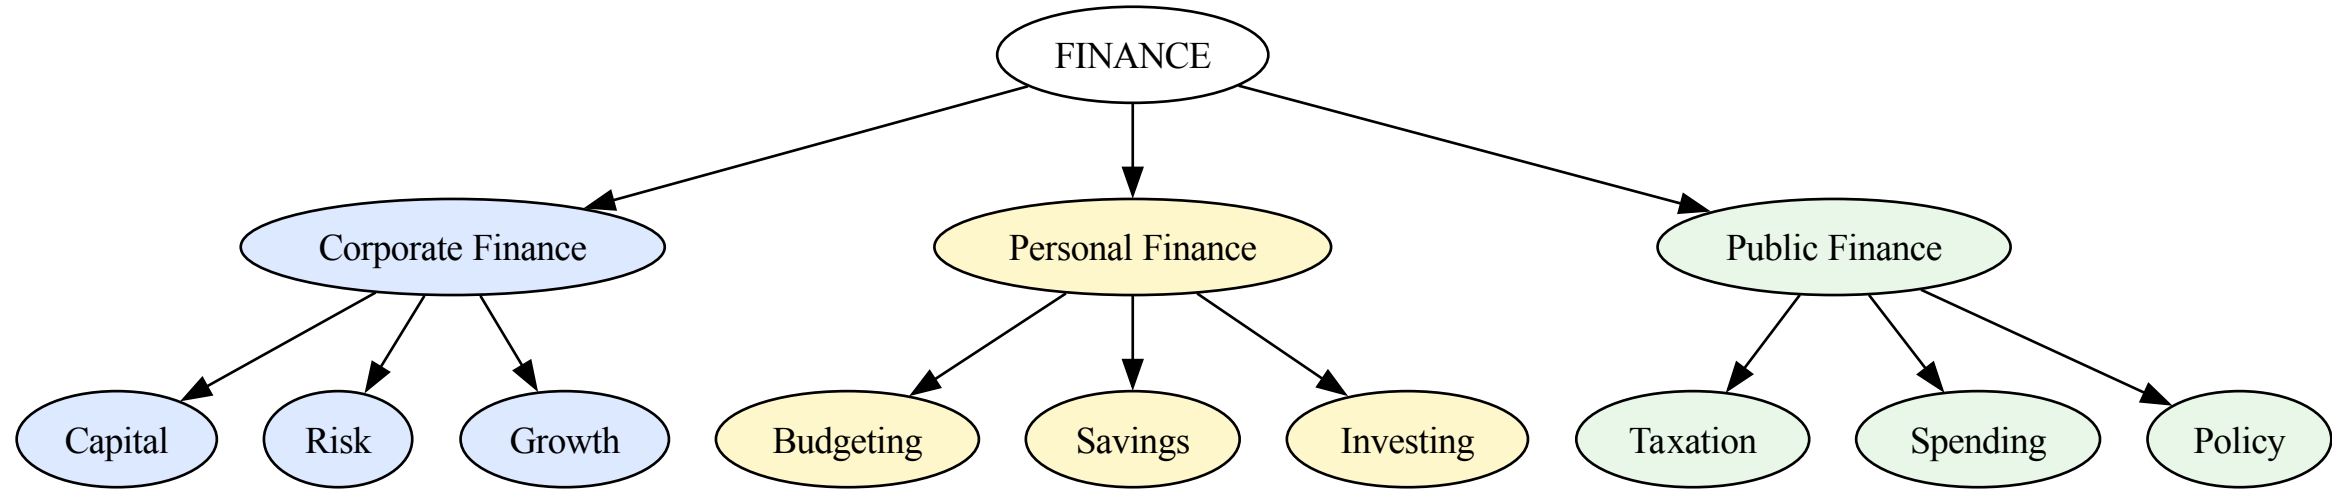 FINANCE
Corporate Finance
Personal Finance
Public Finance
Capital
Risk
Growth
Budgeting
Savings
Investing
Taxation
Spending
Policy